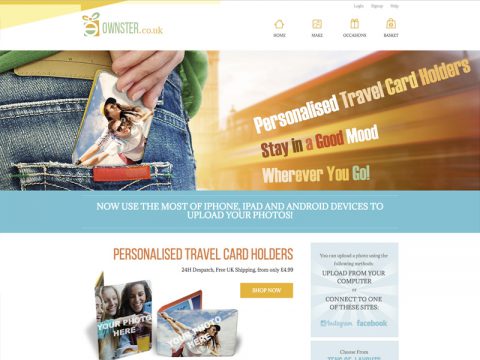 Login Signup Help
OWNSTER.co.uk
HOME MAKE OCCASIONS BASKET
Personalised Travel Card Holders
Stay in a Good Mood
Wherever You Go!
NOW USE THE MOST OF IPHONE, IPAD AND ANDROID DEVICES TO
UPLOAD YOUR PHOTOS!
PERSONALISED TRAVEL CARD HOLDERS
24H Despatch, Free UK Shipping, from only £4.99
SHOP NOW
YOUR PHOTO
HERE
YOUR PHOTO
HERE
You can upload a photo using the
following methods:
UPLOAD FROM YOUR
COMPUTER
or
CONNECT TO ONE
OF THESE SITES:
Instagram facebook
Choose From